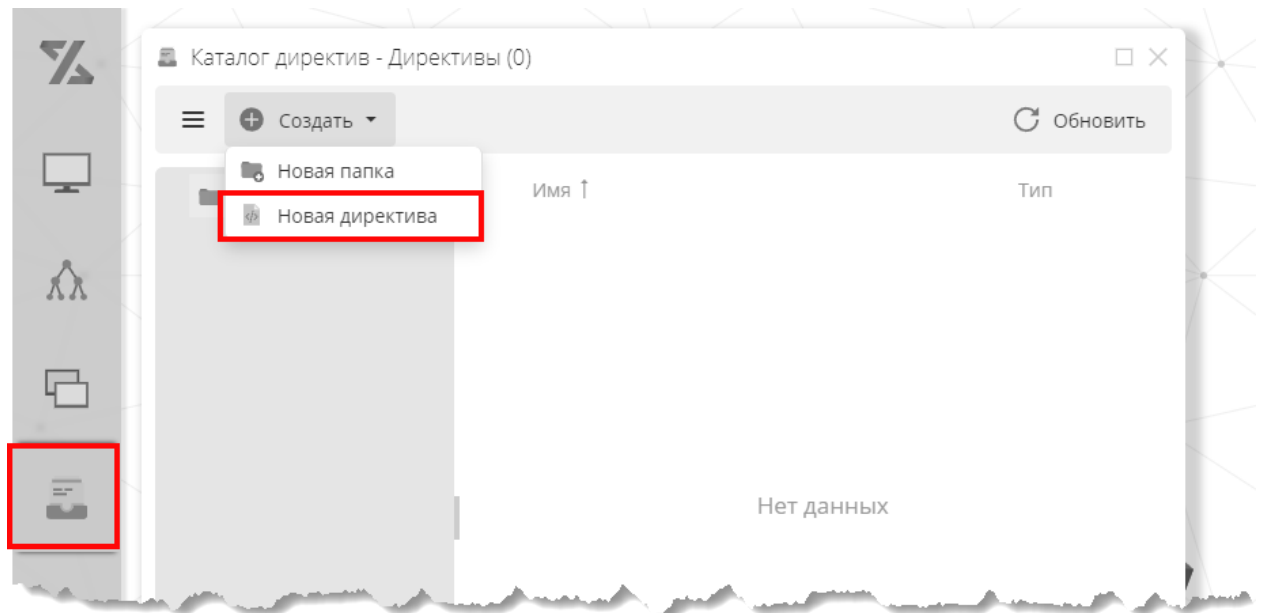 Каталог директив - Директивы (0)
Создать
Обновить
Новая папка
Имя ↑
Тип
Новая директива
Нет данных